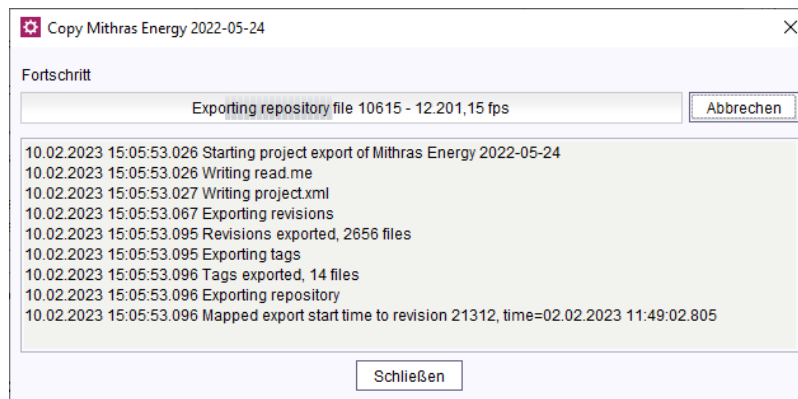 Copy Mithras Energy 2022-05-24
Fortschritt
Exporting repository file 10615 - 12.201,15 fps
Abbrechen
10.02.2023 15:05:53.026 Starting project export of Mithras Energy 2022-05-24
10.02.2023 15:05:53.026 Writing read.me
10.02.2023 15:05:53.027 Writing project.xml
10.02.2023 15:05:53.067 Exporting revisions
10.02.2023 15:05:53.095 Revisions exported, 2656 files
10.02.2023 15:05:53.095 Exporting tags
10.02.2023 15:05:53.096 Tags exported, 14 files
10.02.2023 15:05:53.096 Exporting repository
10.02.2023 15:05:53.096 Mapped export start time to revision 21312, time=02.02.2023 11:49:02.805
Schließen